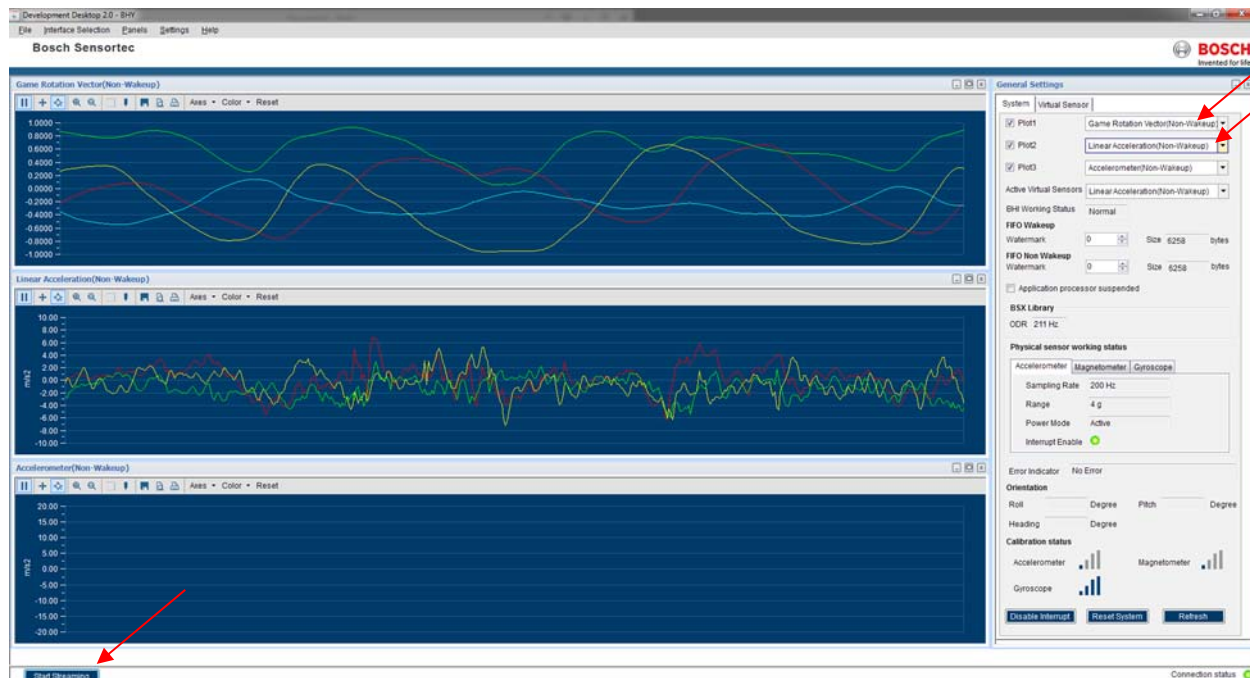 Development Desktop 2.0 - BHY
File Interface Selection Panels Settings Help
Bosch Sensortec
BOSCH
Invented for life
Game Rotation Vector(Non-Wakeup)
Axes Color Reset
1.0000
0.8000
0.6000
0.4000
0.2000
0.0000
-0.2000
-0.4000
-0.6000
-0.8000
-1.0000
Linear Acceleration(Non-Wakeup)
Axes Color Reset
m/s2
10.00
8.00
6.00
4.00
2.00
0.00
-2.00
-4.00
-6.00
-8.00
-10.00
Accelerometer(Non-Wakeup)
Axes Color Reset
m/s2
20.00
15.00
10.00
5.00
0.00
-5.00
-10.00
-15.00
-20.00
Start Streaming
General Settings
System Virtual Sensor
Plot1 Game Rotation Vector(Non-Wakeup)
Plot2 Linear Acceleration(Non-Wakeup)
Plot3 Accelerometer(Non-Wakeup)
Active Virtual Sensors Linear Acceleration(Non-Wakeup)
BHI Working Status Normal
FIFO Wakeup
Watermark 0 Size 6258 bytes
FIFO Non Wakeup
Watermark 0 Size 6258 bytes
Application processor suspended
BSX Library
ODR 211 Hz
Physical sensor working status
Accelerometer Magnetometer Gyroscope
Sampling Rate 200 Hz
Range 4 g
Power Mode Active
Interrupt Enable
Error Indicator No Error
Orientation
Roll Degree Pitch Degree
Heading Degree
Calibration status
Accelerometer Magnetometer
Gyroscope
Disable Interrupt Reset System Refresh
Connection status